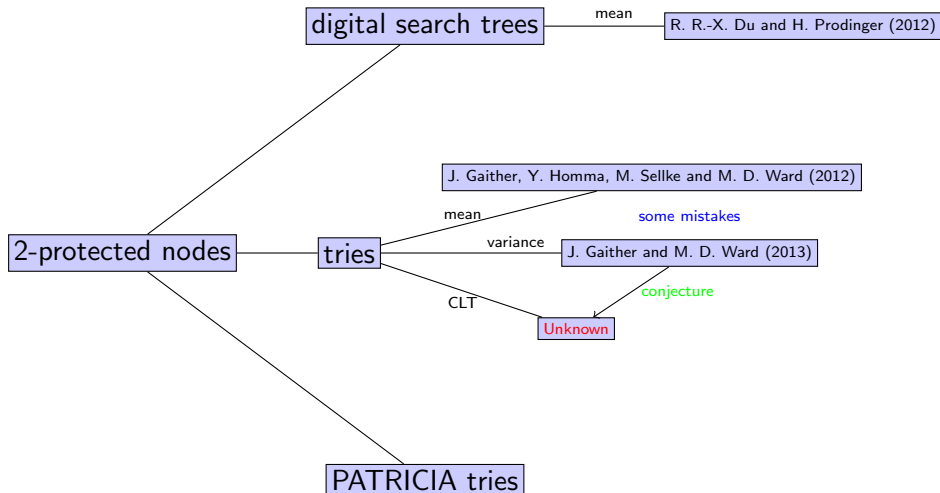 digital search trees
mean
R. R.-X. Du and H. Prodinger (2012)
J. Gaither, Y. Homma, M. Sellke and M. D. Ward (2012)
mean
some mistakes
2-protected nodes
tries
variance
J. Gaither and M. D. Ward (2013)
conjecture
CLT
Unknown
PATRICIA tries